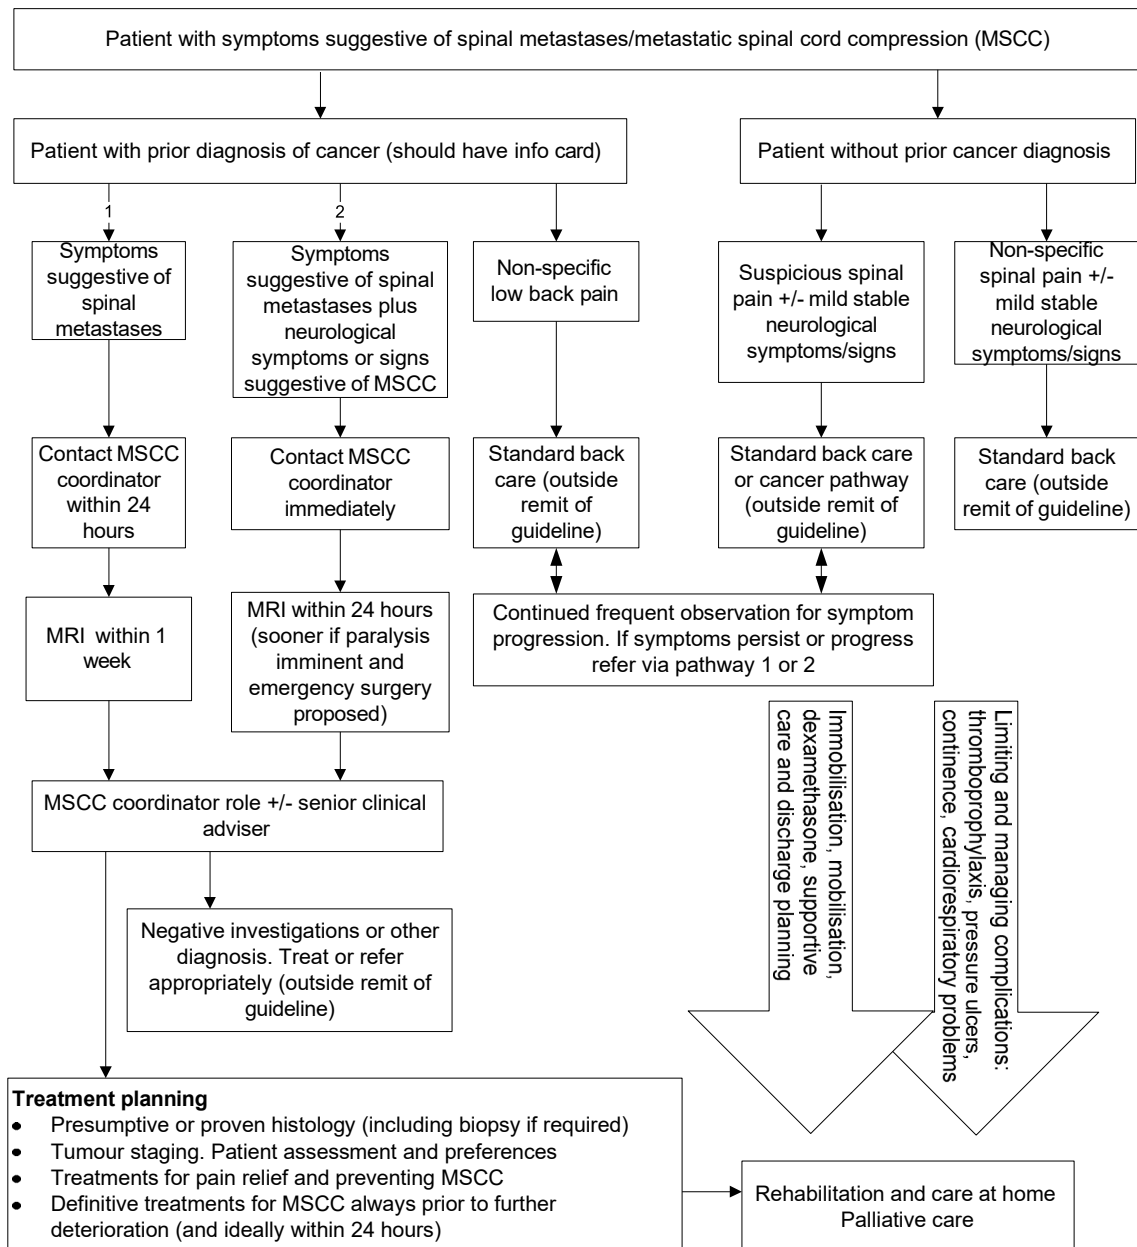 Patient with symptoms suggestive of spinal metastases/metastatic spinal cord compression (MSCC)
Patient with prior diagnosis of cancer (should have info card)
Patient without prior cancer diagnosis
1
2
Symptoms
suggestive of
spinal
metastases
Symptoms
suggestive of spinal
metastases plus
neurological
symptoms or signs
suggestive of MSCC
Non-specific
low back pain
Suspicious spinal
pain +/- mild stable
neurological
symptoms/signs
Non-specific
spinal pain +/-
mild stable
neurological
symptoms/signs
Contact MSCC
coordinator
within 24
hours
Contact MSCC
coordinator
immediately
Standard back
care (outside
remit of
guideline)
Standard back care
or cancer pathway
(outside remit of
guideline)
Standard back
care (outside
remit of guideline)
MRI within 1
week
MRI within 24 hours
(sooner if paralysis
imminent and
emergency surgery
proposed)
Continued frequent observation for symptom
progression. If symptoms persist or progress
refer via pathway 1 or 2
MSCC coordinator role +/- senior clinical
adviser
Negative investigations or other
diagnosis. Treat or refer
appropriately (outside remit of
guideline)
Immobilisation, mobilisation,
dexamethasone, supportive
care and discharge planning
Limiting and managing complications:
thromboprophylaxis, pressure ulcers,
continence, cardiorespiratory problems
Treatment planning
• Presumptive or proven histology (including biopsy if required)
• Tumour staging. Patient assessment and preferences
• Treatments for pain relief and preventing MSCC
• Definitive treatments for MSCC always prior to further
deterioration (and ideally within 24 hours)
Rehabilitation and care at home
Palliative care